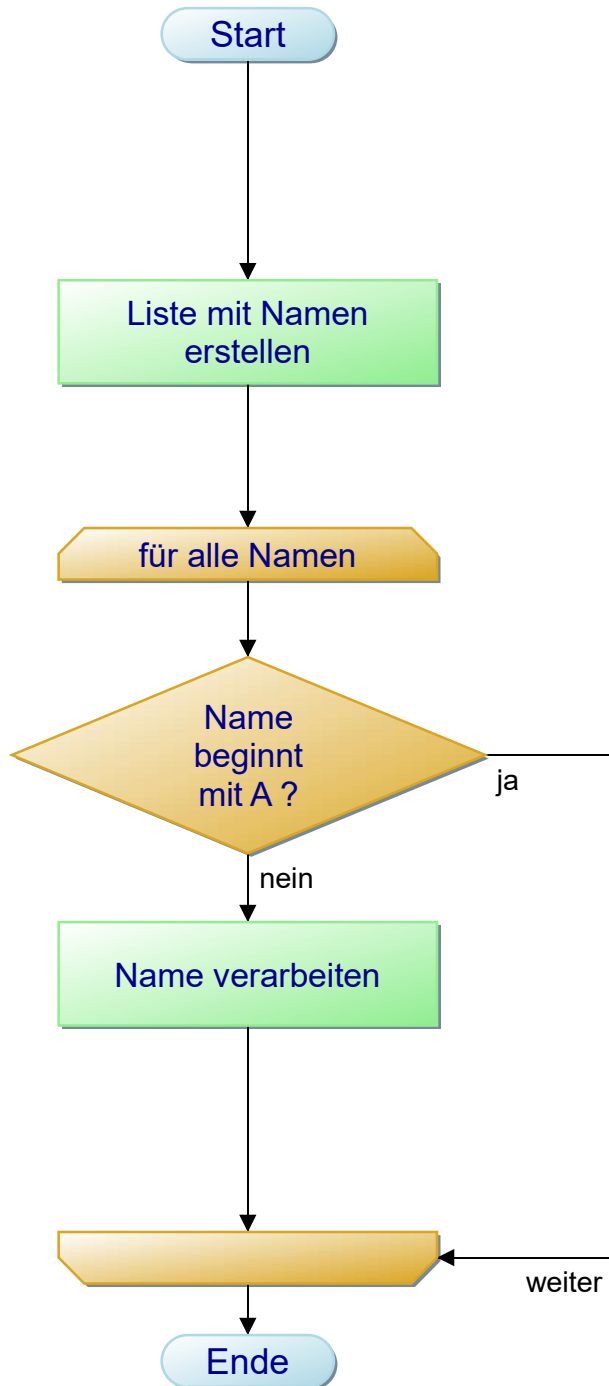 Start
Liste mit Namen
erstellen
für alle Namen
Name
beginnt
mit A ?
ja
nein
Name verarbeiten
weiter
Ende